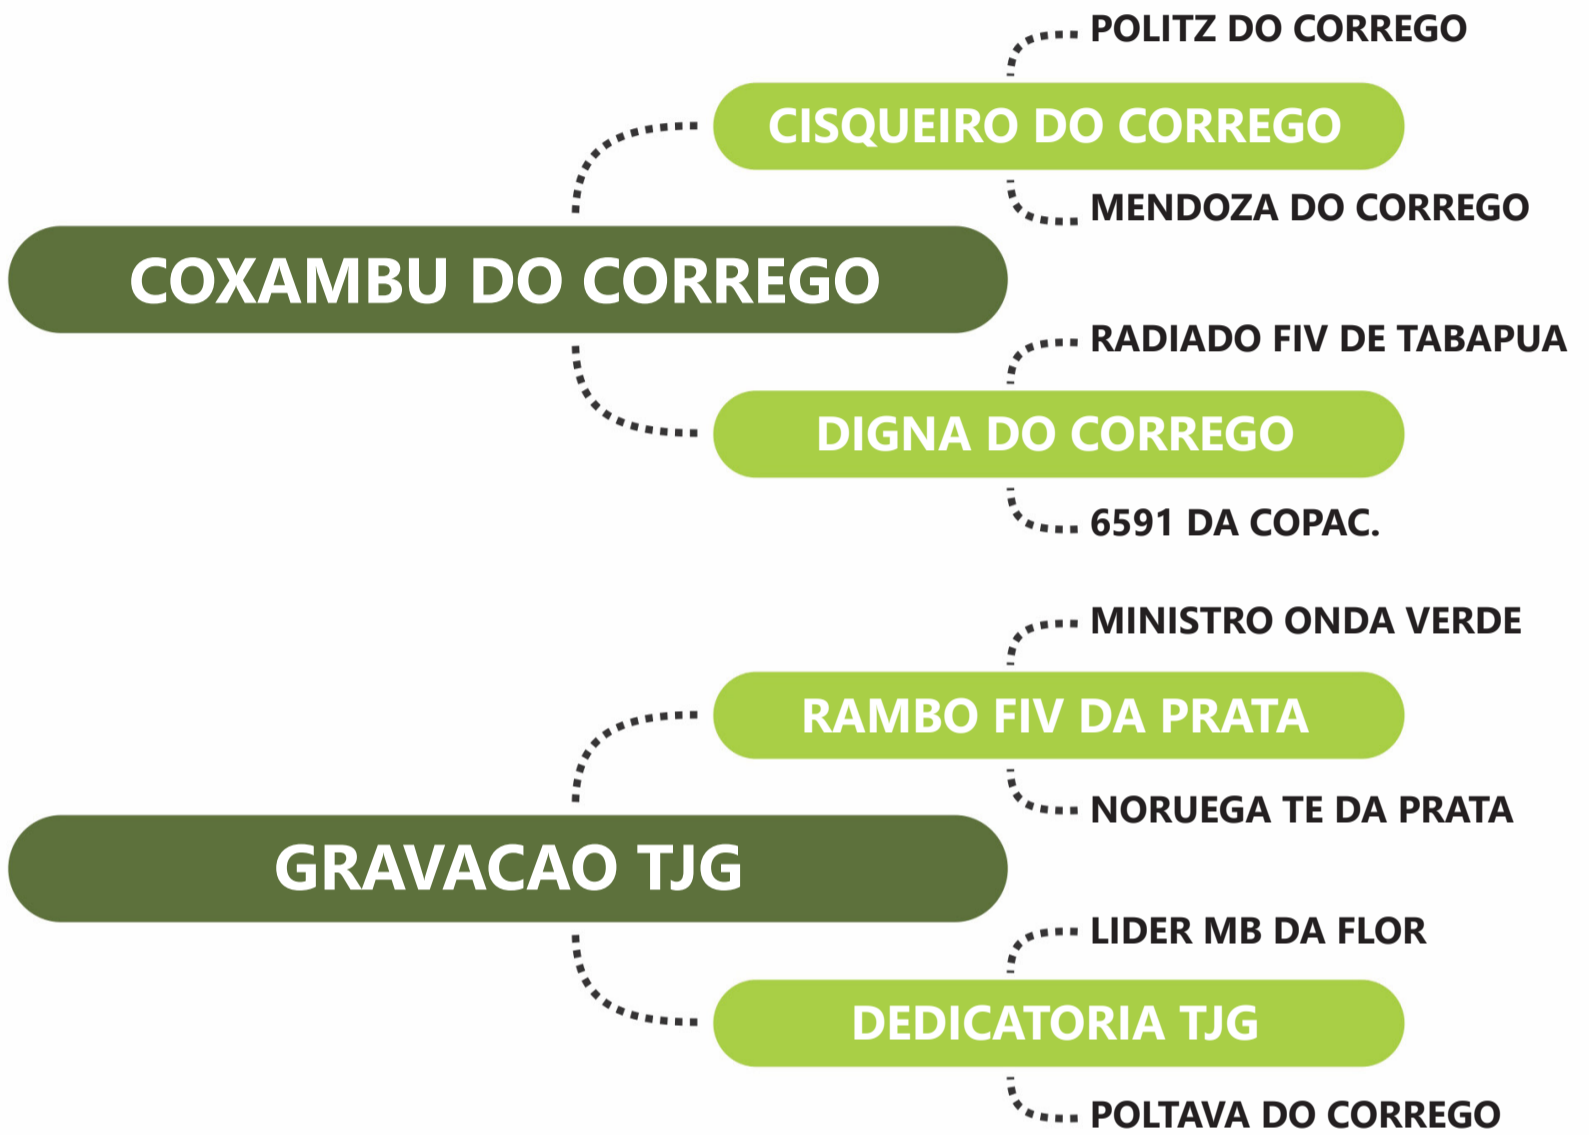 POLITZ DO CORREGO
CISQUEIRO DO CORREGO
MENDOZA DO CORREGO
COXAMBU DO CORREGO
RADIADO FIV DE TABAPUA
DIGNA DO CORREGO
6591 DA COPAC.
MINISTRO ONDA VERDE
RAMBO FIV DA PRATA
NORUEGA TE DA PRATA
GRAVACAO TJG
LIDER MB DA FLOR
DEDICATORIA TJG
POLTAVA DO CORREGO